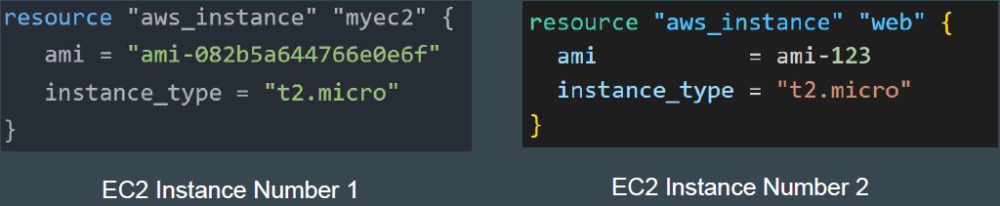 resource "aws_instance" "myec2" {
ami = "ami-082b5a644766e0e6f"
instance_type = "t2.micro"
}
EC2 Instance Number 1
resource "aws_instance" "web" {
ami = ami-123
instance_type = "t2.micro"
}
EC2 Instance Number 2